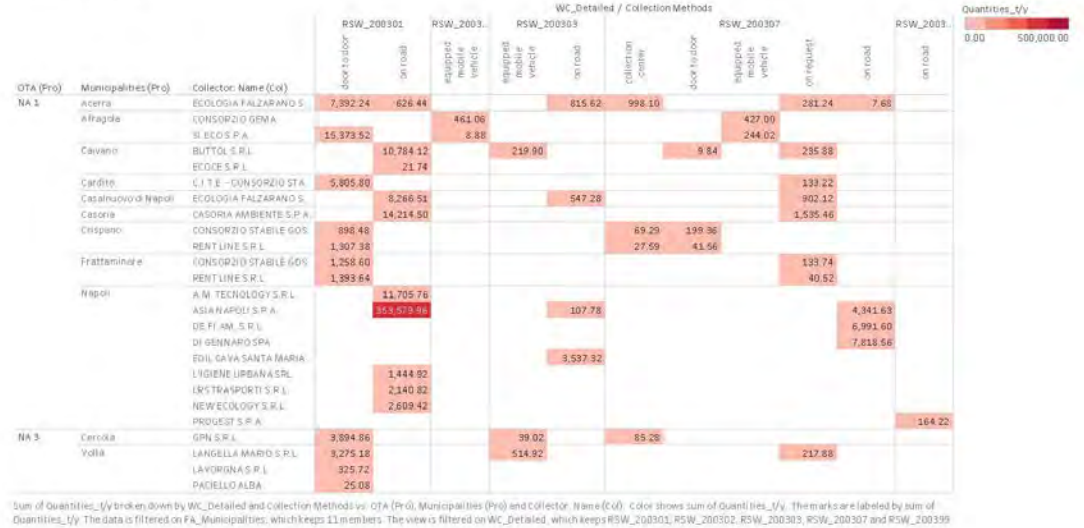 WC_Detailed / Collection Methods
Quantities_t/y
0.00 500,000.00
RSW_200301 RSW_2003.. RSW_200303 RSW_200307 RSW_2003..
door to door on road equipped mobile vehicle equipped mobile vehicle on road collection center door to door equipped mobile vehicle on request on road on road
OTA (Pro) Municipalities (Pro) Collector: Name (Col)
NA 1 Acerra ECOLOGIA FALZARANO S. 7,392.24 626.44 815.62 998.10 281.24 7.68
Afragola CONSORZIO GEMA 461.06 427.00
SI.ECO S.P.A. 15,373.52 8.88 244.02
Caivano BUTTOL S.R.L. 10,784.12 219.90 9.84 235.88
ECOCE S.R.L. 21.74
Cardito C.I.T.E. - CONSORZIO STA.. 5,805.80 133.22
Casalnuovo di Napoli ECOLOGIA FALZARANO S. 8,266.51 547.28 902.12
Casoria CASORIA AMBIENTE S.P.A. 14,214.50 1,535.46
Crispano CONSORZIO STABILE GOS.. 898.48 69.29 199.36
RENT LINE S.R.L. 1,307.38 27.59 41.56
Frattaminore CONSORZIO STABILE GOS.. 1,258.60 133.74
RENT LINE S.R.L. 1,393.64 40.52
Napoli A.M. TECNOLOGY S.R.L. 11,705.76
ASIA NAPOLI S.P.A. 107.78 4,341.63
DE.FI.AM. S.R.L. 6,991.60
DI GENNARO SPA 7,818.56
EDIL CAVA SANTA MARIA 3,537.32
L'IGIENE URBANA SRL 1,444.92
LRS TRASPORTI S.R.L. 2,140.82
NEW ECOLOGY S.R.L. 2,609.42
PROGEST S.P.A. 164.22
NA 3 Cercola GPN S.R.L. 3,894.86 39.02 85.28
Volla LANGELLA MARIO S.R.L. 3,275.18 514.92 217.88
LAVORGNA S.R.L. 325.72
PACIELLO ALBA 25.08
Sum of Quantities_t/y broken down by WC_Detailed and Collection Methods vs. OTA (Pro), Municipalities (Pro) and Collector: Name (Col). Color shows sum of Quantities_t/y. The marks are labeled by sum of
Quantities_t/y. The data is filtered on FA_Municipalities, which keeps 11 members. The view is filtered on WC_Detailed, which keeps RSW_200301, RSW_200302, RSW_200303, RSW_200307 and RSW_200399